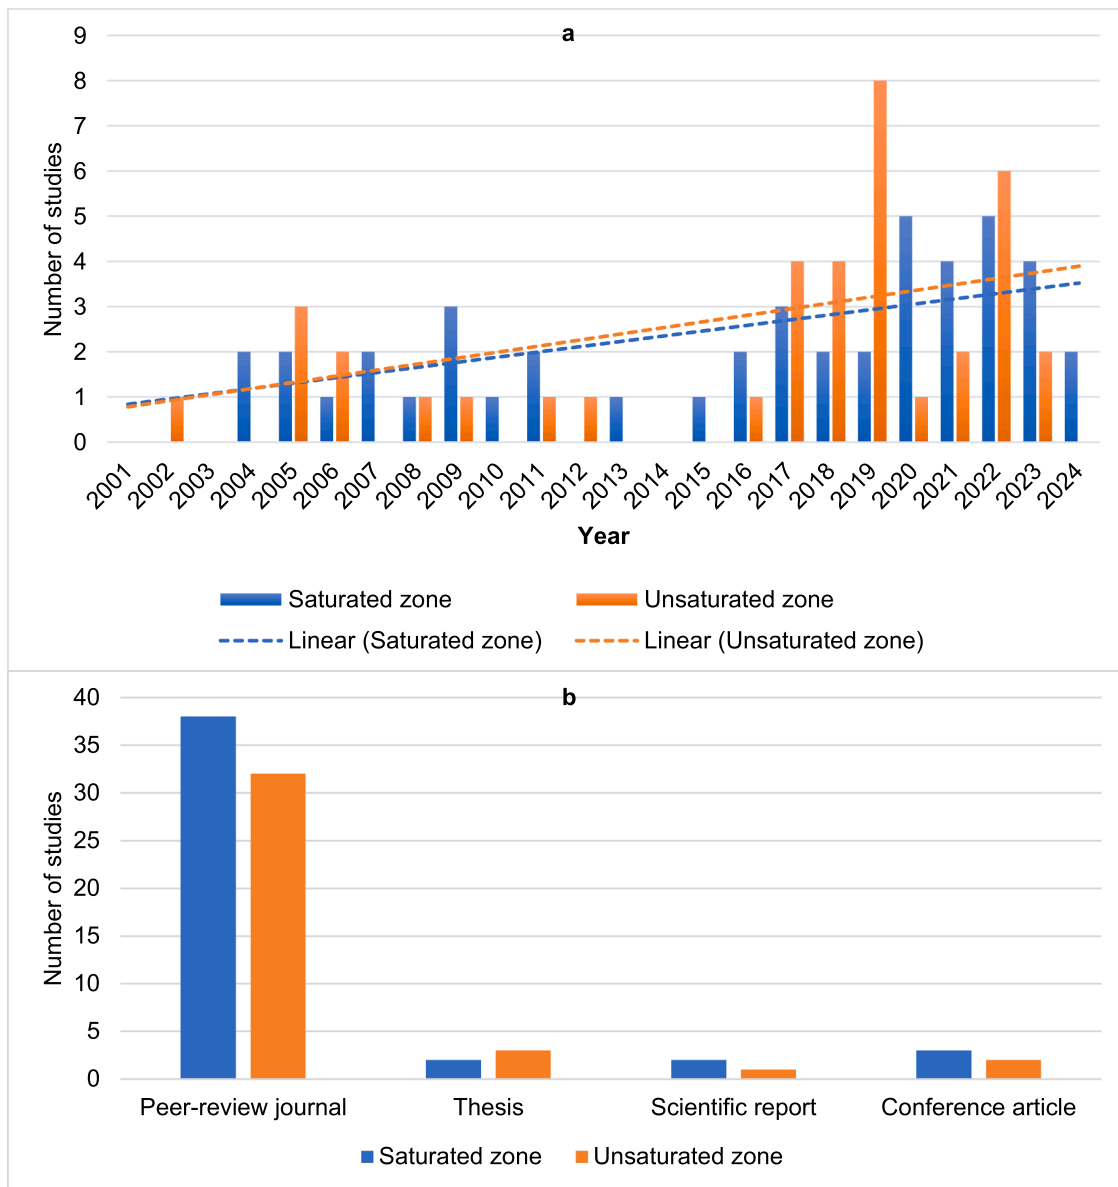 a
9
8
7
6
5
4
3
2
1
0
Number of studies
2001 2002 2003 2004 2005 2006 2007 2008 2009 2010 2011 2012 2013 2014 2015 2016 2017 2018 2019 2020 2021 2022 2023 2024
Year
Saturated zone Unsaturated zone
Linear (Saturated zone) Linear (Unsaturated zone)
b
40
35
30
25
20
15
10
5
0
Number of studies
Peer-review journal Thesis Scientific report Conference article
Saturated zone Unsaturated zone